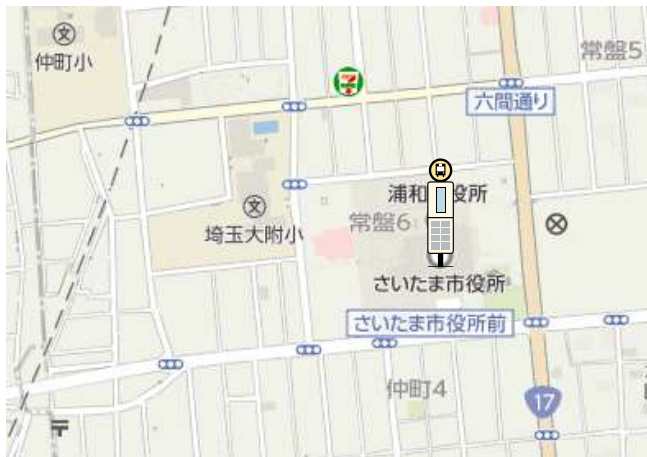 仲町小
常盤5
7
六間通り
浦和
役所
埼玉大附小
常盤6
さいたま市役所
さいたま市役所前
仲町4
17